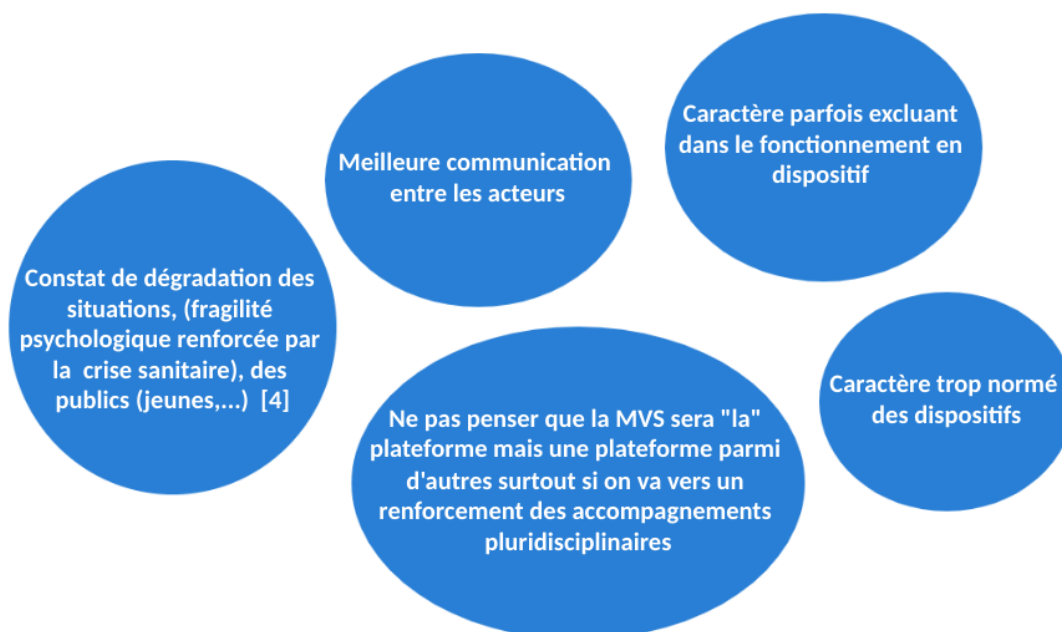 Constat de dégradation des
situations, (fragilité
psychologique renforcée par
la crise sanitaire), des
publics (jeunes,...) [4]
Meilleure communication
entre les acteurs
Caractère parfois excluant
dans le fonctionnement en
dispositif
Ne pas penser que la MVS sera "la"
plateforme mais une plateforme parmi
d'autres surtout si on va vers un
renforcement des accompagnements
pluridisciplinaires
Caractère trop normé
des dispositifs